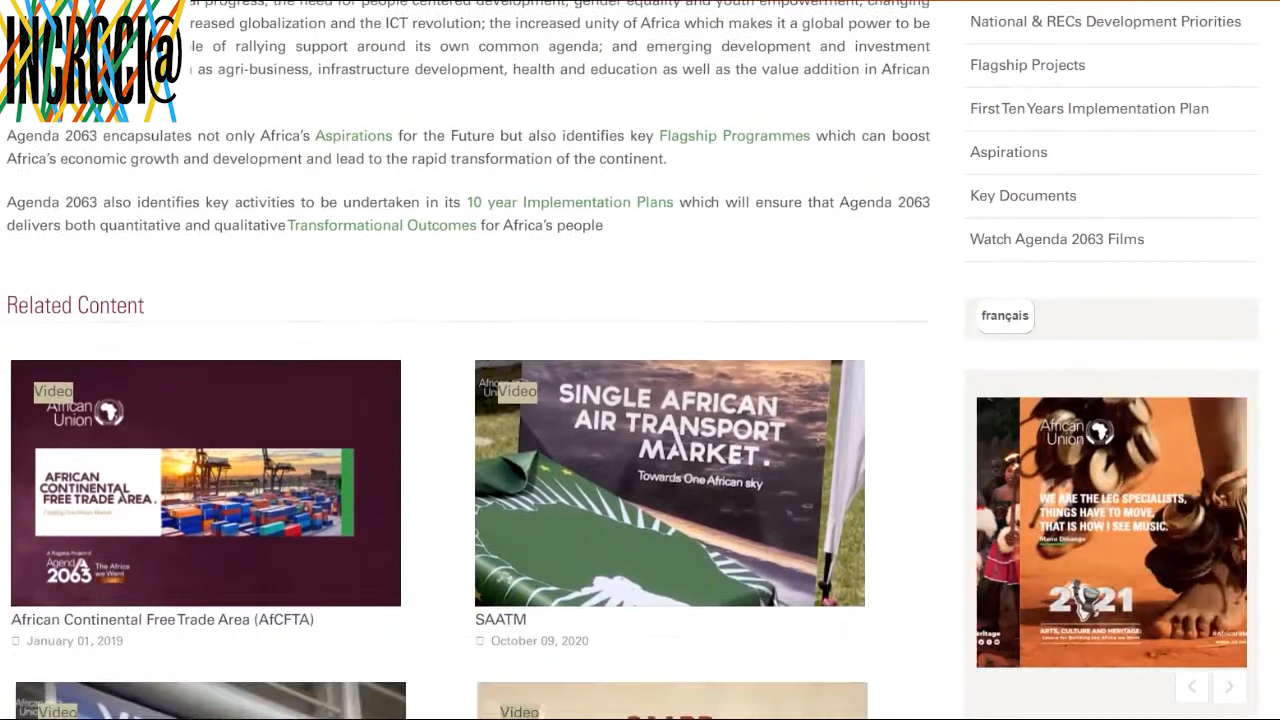 al progress; the need for people centered development, gender equality and youth empowerment; changing
reased globalization and the ICT revolution; the increased unity of Africa which makes it a global power to be
le of rallying support around its own common agenda; and emerging development and investment
as agri-business, infrastructure development, health and education as well as the value addition in African
Agenda 2063 encapsulates not only Africa's Aspirations for the Future but also identifies key Flagship Programmes which can boost
Africa's economic growth and development and lead to the rapid transformation of the continent.
Agenda 2063 also identifies key activities to be undertaken in its 10 year Implementation Plans which will ensure that Agenda 2063
delivers both quantitative and qualitative Transformational Outcomes for Africa's people
Related Content
Video
African
Union
AFRICAN
CONTINENTAL
FREE TRADE AREA.
Creating One African Market
A Flagship Project of
Agenda
2063 The Africa
we Want
African Continental Free Trade Area (AfCFTA)
January 01, 2019
Video
SINGLE AFRICAN
AIR TRANSPORT
MARKET.
Towards One African sky
SAATM
October 09, 2020
Video
Video
National & RECs Development Priorities
Flagship Projects
First Ten Years Implementation Plan
Aspirations
Key Documents
Watch Agenda 2063 Films
français
African
Union
WE ARE THE LEG SPECIALISTS,
THINGS HAVE TO MOVE,
THAT IS HOW I SEE MUSIC.
Manu Dibango
2021
ARTS, CULTURE AND HERITAGE:
Levers for Building the Africa we Want